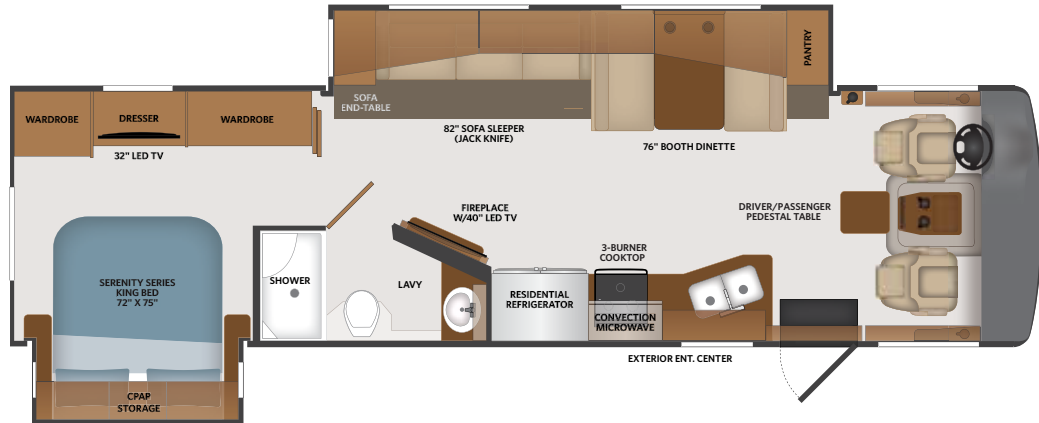 PANTRY
SOFA
END-TABLE
WARDROBE
DRESSER
WARDROBE
82" SOFA SLEEPER
(JACK KNIFE)
76" BOOTH DINETTE
32" LED TV
FIREPLACE
W/40" LED TV
DRIVER/PASSENGER
PEDESTAL TABLE
3-BURNER
COOKTOP
SHOWER
LAVY
SERENITY SERIES
KING BED
72" X 75"
RESIDENTIAL
REFRIGERATOR
CONVECTION
MICROWAVE
EXTERIOR ENT. CENTER
CPAP
STORAGE